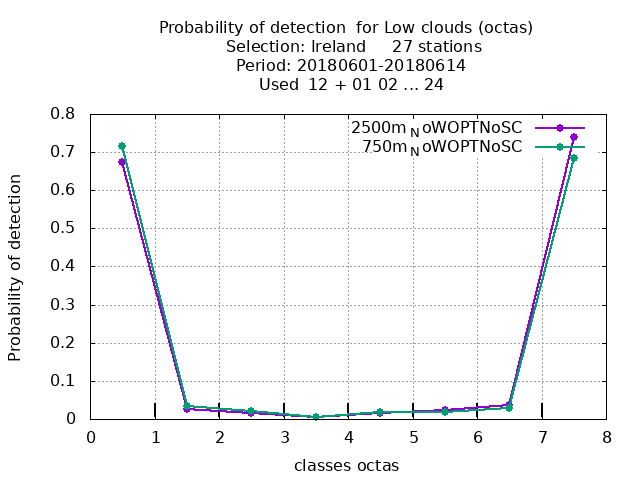 Probability of detection  for Low clouds (octas)
Selection: Ireland     27 stations
Period: 20180601-20180614
Used  12 + 01 02 ... 24
2500m_NoWOPTNoSC
750m_NoWOPTNoSC
Probability of detection
0.8
0.7
0.6
0.5
0.4
0.3
0.2
0.1
0
0 1 2 3 4 5 6 7 8
classes octas